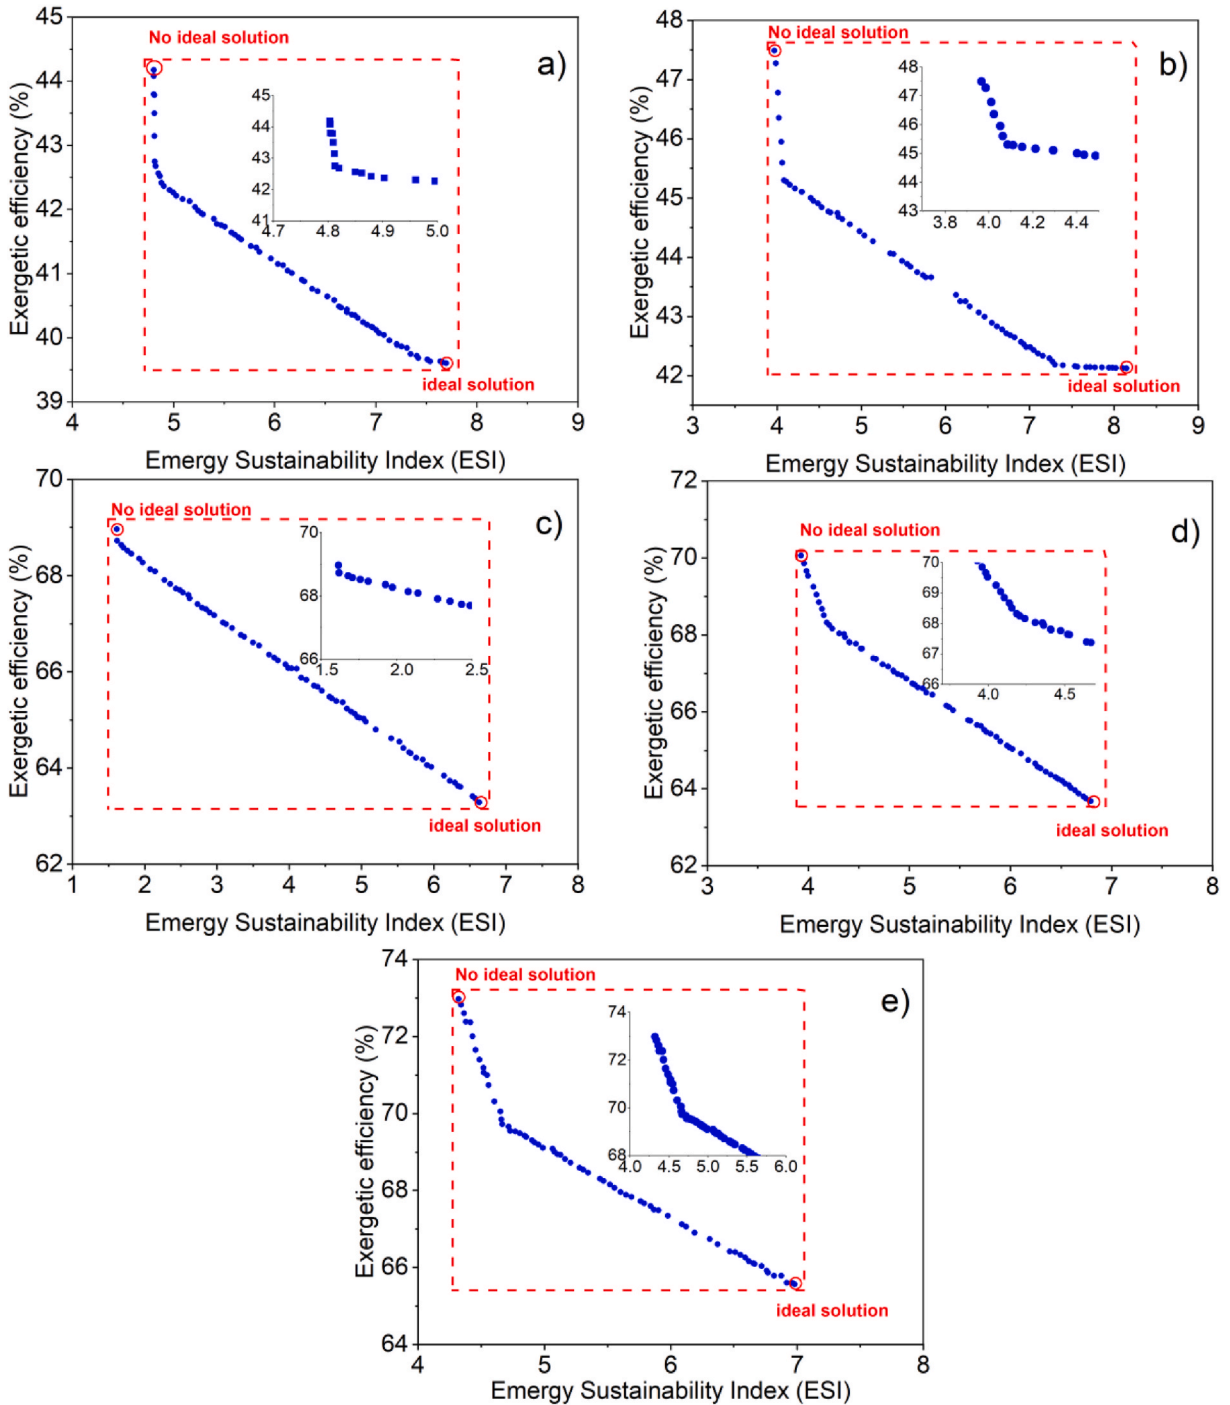 45
44
43
42
41
40
39
Exergetic efficiency (%)
No ideal solution
a)
45
44
43
42
41
4.7 4.8 4.9 5.0
ideal solution
4 5 6 7 8 9
Emergy Sustainability Index (ESI)
48
47
46
45
44
43
42
Exergetic efficiency (%)
No ideal solution
b)
48
47
46
45
44
43
3.8 4.0 4.2 4.4
ideal solution
3 4 5 6 7 8 9
Emergy Sustainability Index (ESI)
70
68
66
64
62
Exergetic efficiency (%)
No ideal solution
c)
70
68
66
1.5 2.0 2.5
ideal solution
1 2 3 4 5 6 7 8
Emergy Sustainability Index (ESI)
72
70
68
66
64
62
Exergetic efficiency (%)
No ideal solution
d)
70
69
68
67
66
4.0 4.5
ideal solution
3 4 5 6 7 8
Emergy Sustainability Index (ESI)
74
72
70
68
66
64
Exergetic efficiency (%)
No ideal solution
e)
74
72
70
68
4.0 4.5 5.0 5.5 6.0
ideal solution
4 5 6 7 8
Emergy Sustainability Index (ESI)